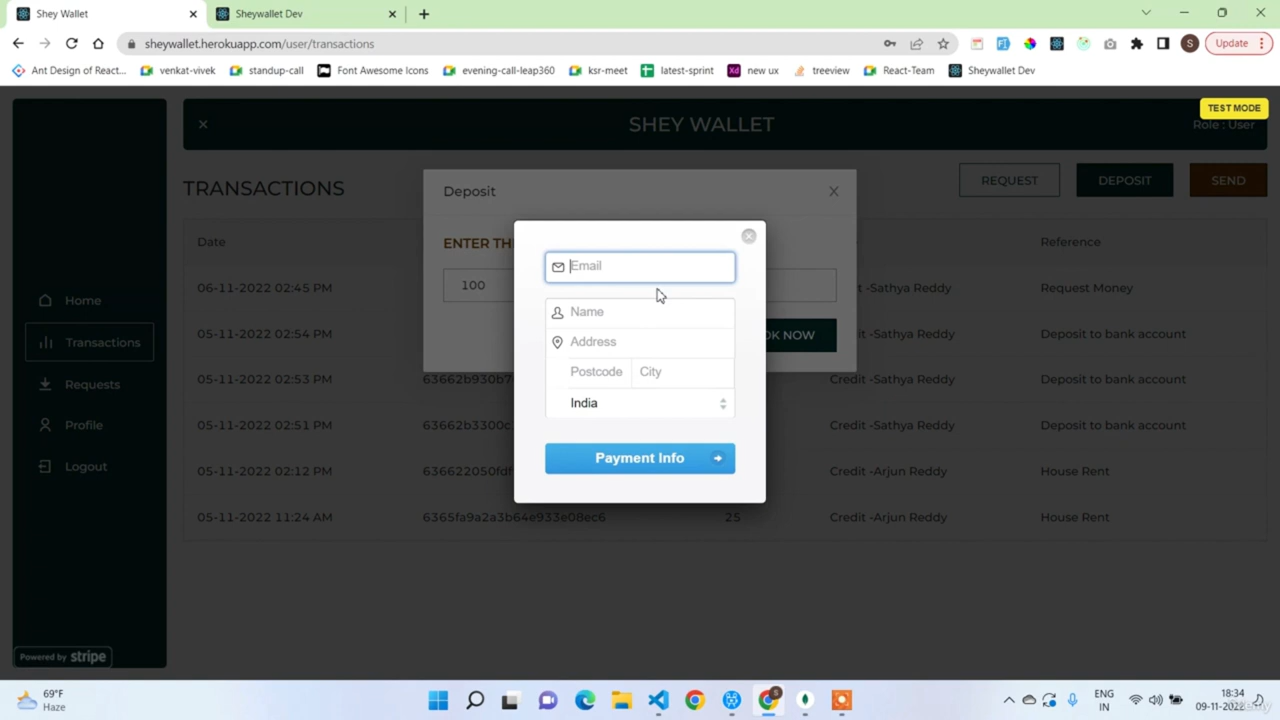 Shey Wallet
Sheywallet Dev
sheywallet.herokuapp.com/user/transactions
S
Update
Ant Design of React...
venkat-vivek
standup-call
Font Awesome Icons
evening-call-leap360
ksr-meet
latest-sprint
Xd new ux
treeview
React-Team
Sheywallet Dev
TEST MODE
SHEY WALLET
Role : User
TRANSACTIONS
REQUEST
DEPOSIT
SEND
Deposit
ENTER TH
100
OK NOW
Email
Name
Address
Postcode
City
India
Payment Info
Home
Transactions
Requests
Profile
Logout
Date
Reference
06-11-2022 02:45 PM
t -Sathya Reddy
Request Money
05-11-2022 02:54 PM
Credit -Sathya Reddy
Deposit to bank account
05-11-2022 02:53 PM
63662b930b7
Credit -Sathya Reddy
Deposit to bank account
05-11-2022 02:51 PM
63662b3300c
Credit -Sathya Reddy
Deposit to bank account
05-11-2022 02:12 PM
636622050fdf
Credit -Arjun Reddy
House Rent
05-11-2022 11:24 AM
6365fa9a2a3b64e933e08ec6
25
Credit -Arjun Reddy
House Rent
Powered by stripe
69°F
Haze
ENG
IN
18:34
09-11-2022